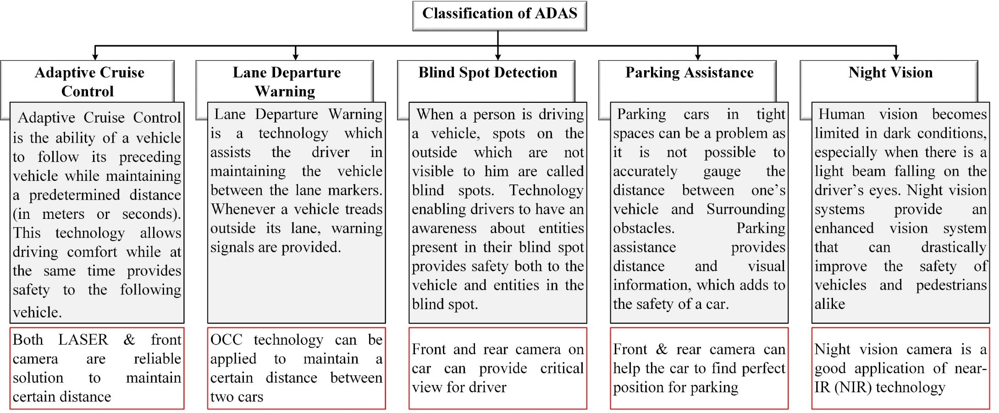 Classification of ADAS
Adaptive Cruise
Control
Adaptive Cruise Control
is the ability of a vehicle
to follow its preceding
vehicle while maintaining
a predetermined distance
(in meters or seconds).
This technology allows
driving comfort while at
the same time provides
safety to the following
vehicle.
Both LASER & front
camera are reliable
solution to maintain
certain distance
Lane Departure
Warning
Lane Departure Warning
is a technology which
assists the driver in
maintaining the vehicle
between the lane markers.
Whenever a vehicle treads
outside its lane, warning
signals are provided.
OCC technology can be
applied to maintain a
certain distance between
two cars
Blind Spot Detection
When a person is driving
a vehicle, spots on the
outside which are not
visible to him are called
blind spots. Technology
enabling drivers to have an
awareness about entities
present in their blind spot
provides safety both to the
vehicle and entities in the
blind spot.
Front and rear camera on
car can provide critical
view for driver
Parking Assistance
Parking cars in tight
spaces can be a problem as
it is not possible to
accurately gauge the
distance between one’s
vehicle and Surrounding
obstacles. Parking
assistance provides
distance and visual
information, which adds to
the safety of a car.
Front & rear camera can
help the car to find perfect
position for parking
Night Vision
Human vision becomes
limited in dark conditions,
especially when there is a
light beam falling on the
driver’s eyes. Night vision
systems provide an
enhanced vision system
that can drastically
improve the safety of
vehicles and pedestrians
alike
Night vision camera is a
good application of near-
IR (NIR) technology